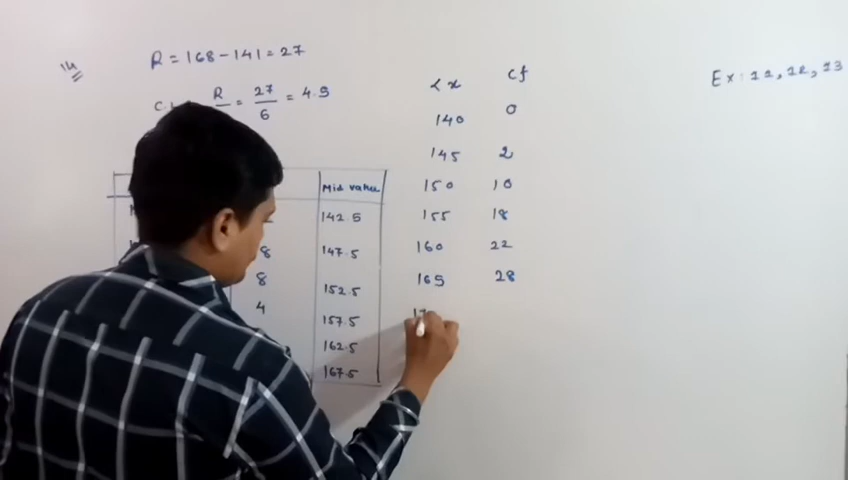 14
R = 168 - 141 = 27
Ex: 11, 12, 13
R = 27/6 = 4.5
< x cf
140 0
145 2
150 10
155 18
160 22
165 28
Mid value
142.5
8 147.5
8 152.5
4 157.5
162.5
167.5